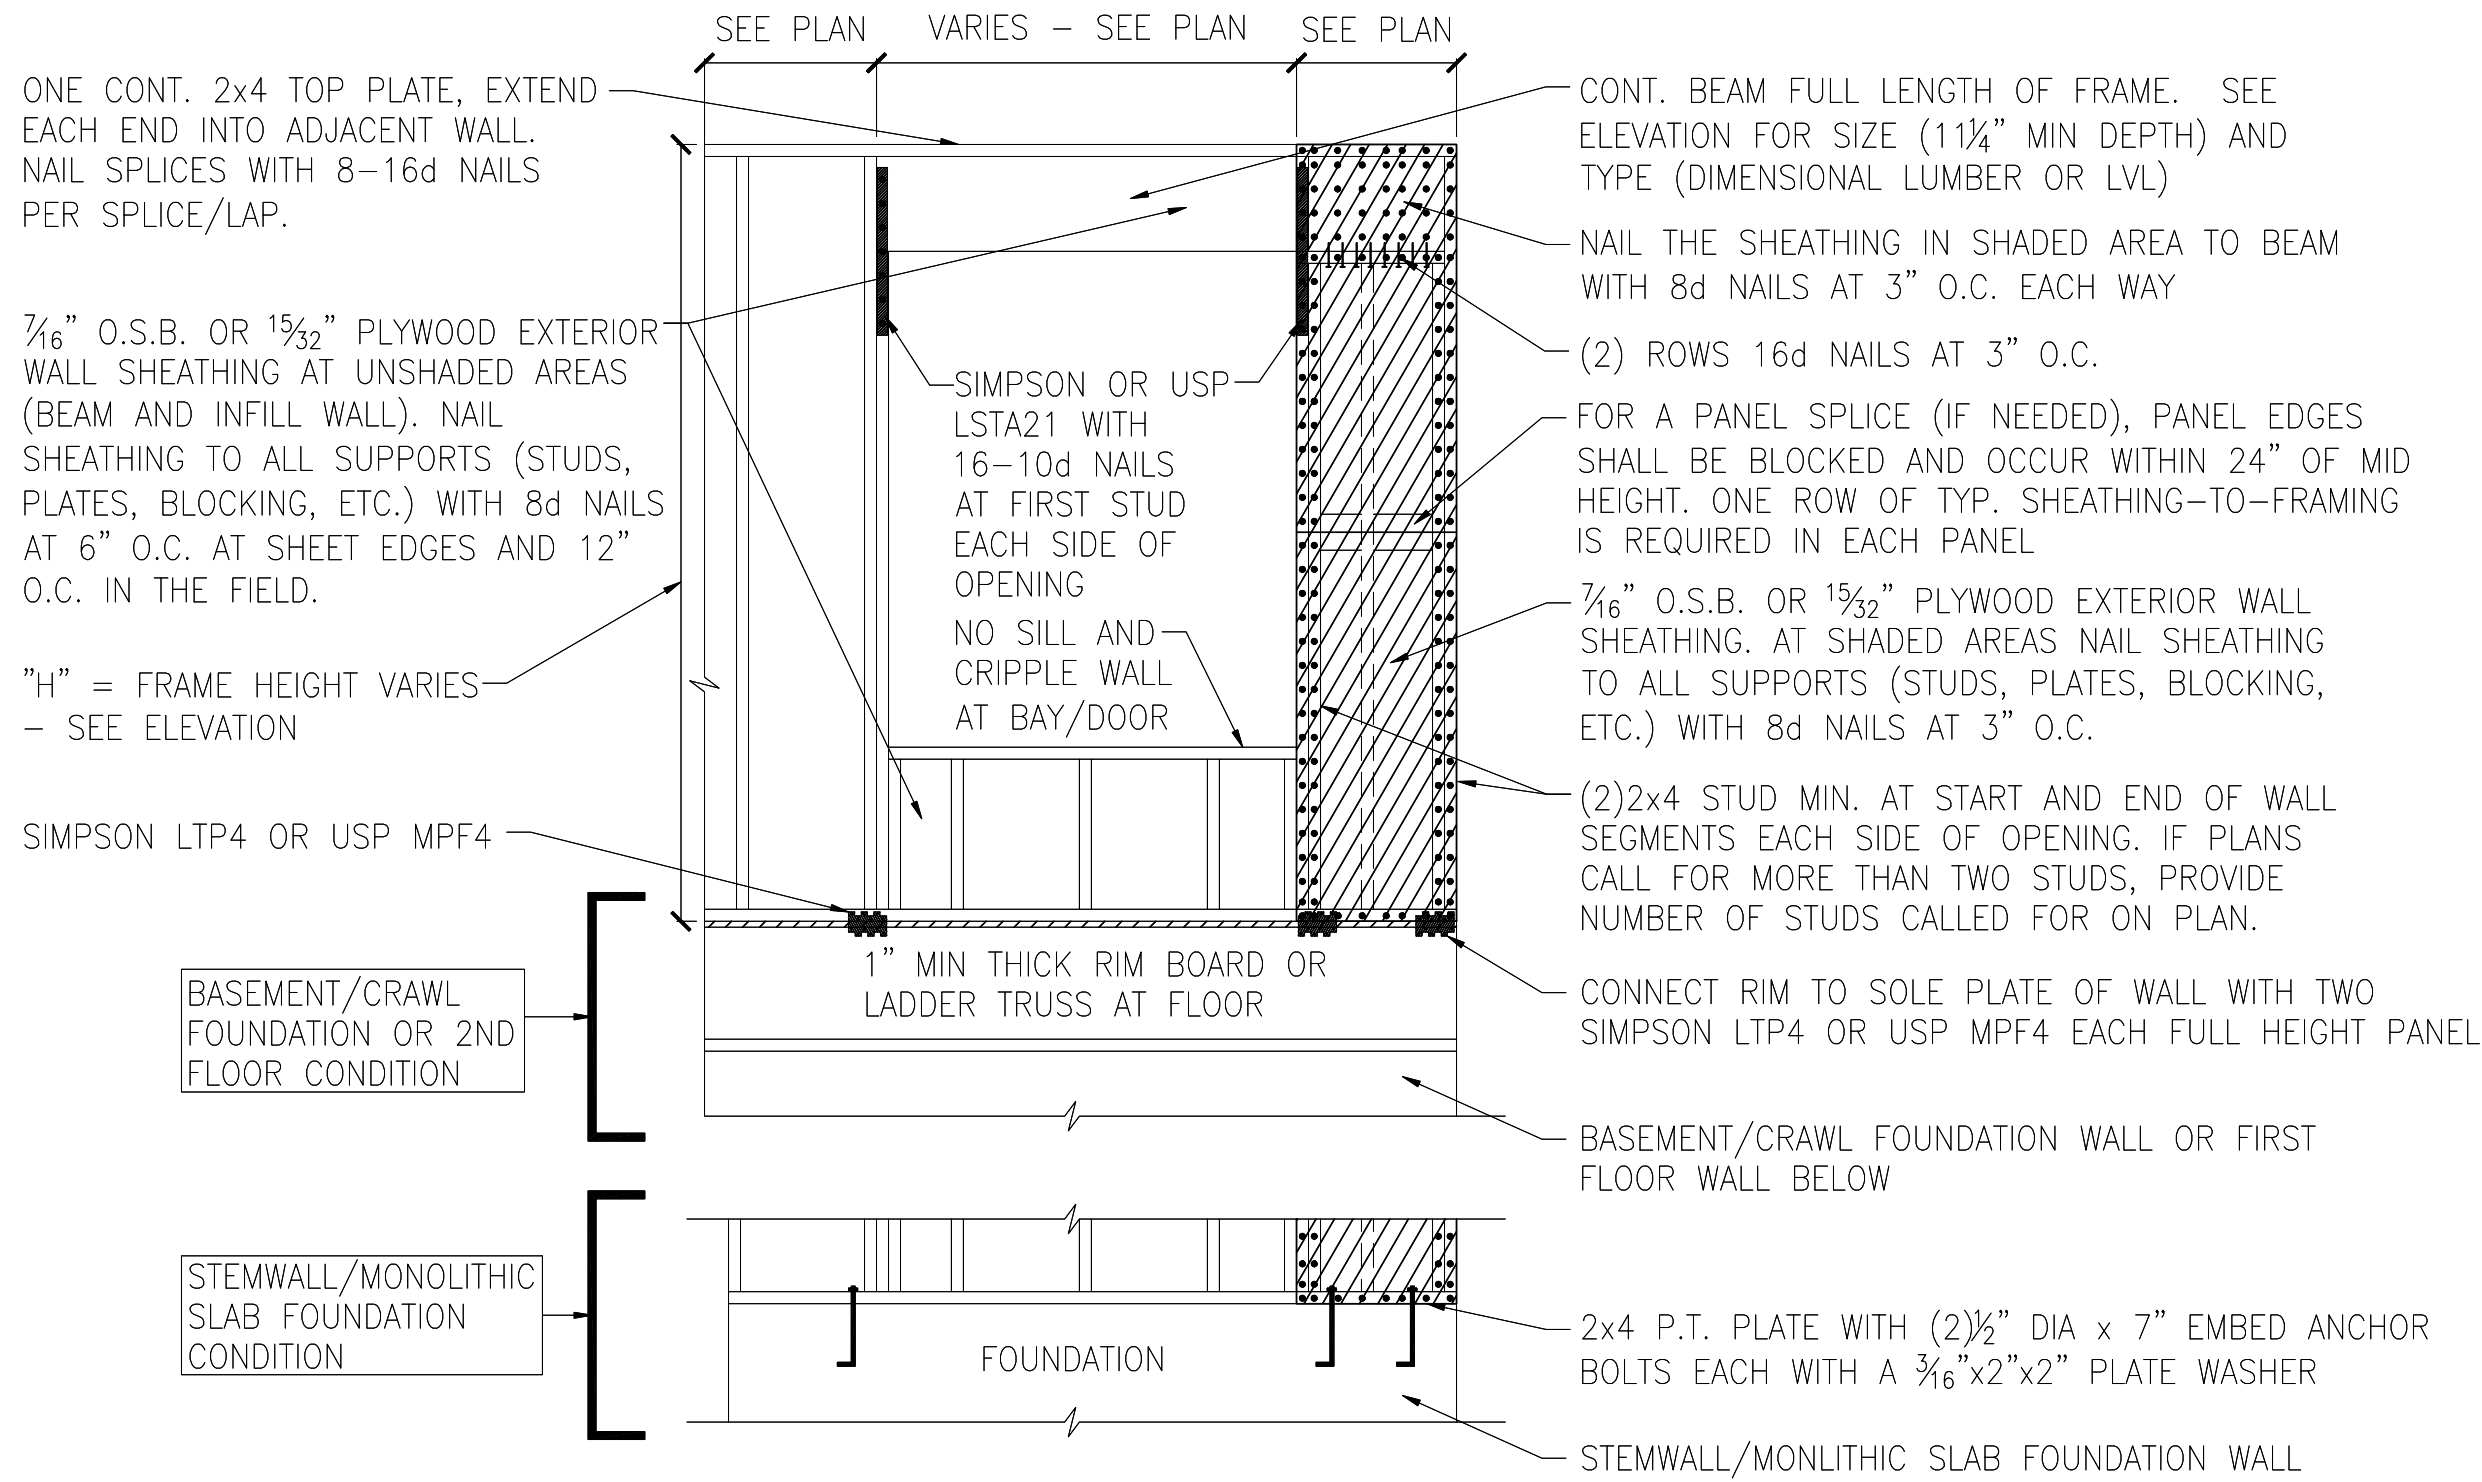 SEE PLAN
VARIES – SEE PLAN
SEE PLAN
ONE CONT. 2x4 TOP PLATE, EXTEND
EACH END INTO ADJACENT WALL.
NAIL SPLICES WITH 8–16d NAILS
PER SPLICE/LAP.
7/16" O.S.B. OR 15/32" PLYWOOD EXTERIOR
WALL SHEATHING AT UNSHADED AREAS
(BEAM AND INFILL WALL). NAIL
SHEATHING TO ALL SUPPORTS (STUDS,
PLATES, BLOCKING, ETC.) WITH 8d NAILS
AT 6" O.C. AT SHEET EDGES AND 12"
O.C. IN THE FIELD.
"H" = FRAME HEIGHT VARIES
– SEE ELEVATION
SIMPSON LTP4 OR USP MPF4
BASEMENT/CRAWL
FOUNDATION OR 2ND
FLOOR CONDITION
STEMWALL/MONOLITHIC
SLAB FOUNDATION
CONDITION
SIMPSON OR USP
LSTA21 WITH
16–10d NAILS
AT FIRST STUD
EACH SIDE OF
OPENING
NO SILL AND
CRIPPLE WALL
AT BAY/DOOR
1" MIN THICK RIM BOARD OR
LADDER TRUSS AT FLOOR
FOUNDATION
CONT. BEAM FULL LENGTH OF FRAME. SEE
ELEVATION FOR SIZE (11 1/4" MIN DEPTH) AND
TYPE (DIMENSIONAL LUMBER OR LVL)
NAIL THE SHEATHING IN SHADED AREA TO BEAM
WITH 8d NAILS AT 3" O.C. EACH WAY
(2) ROWS 16d NAILS AT 3" O.C.
FOR A PANEL SPLICE (IF NEEDED), PANEL EDGES
SHALL BE BLOCKED AND OCCUR WITHIN 24" OF MID
HEIGHT. ONE ROW OF TYP. SHEATHING–TO–FRAMING
IS REQUIRED IN EACH PANEL
7/16" O.S.B. OR 15/32" PLYWOOD EXTERIOR WALL
SHEATHING. AT SHADED AREAS NAIL SHEATHING
TO ALL SUPPORTS (STUDS, PLATES, BLOCKING,
ETC.) WITH 8d NAILS AT 3" O.C.
(2)2x4 STUD MIN. AT START AND END OF WALL
SEGMENTS EACH SIDE OF OPENING. IF PLANS
CALL FOR MORE THAN TWO STUDS, PROVIDE
NUMBER OF STUDS CALLED FOR ON PLAN.
CONNECT RIM TO SOLE PLATE OF WALL WITH TWO
SIMPSON LTP4 OR USP MPF4 EACH FULL HEIGHT PANEL
BASEMENT/CRAWL FOUNDATION WALL OR FIRST
FLOOR WALL BELOW
2x4 P.T. PLATE WITH (2)1/2" DIA x 7" EMBED ANCHOR
BOLTS EACH WITH A 3/16"x2"x2" PLATE WASHER
STEMWALL/MONLITHIC SLAB FOUNDATION WALL